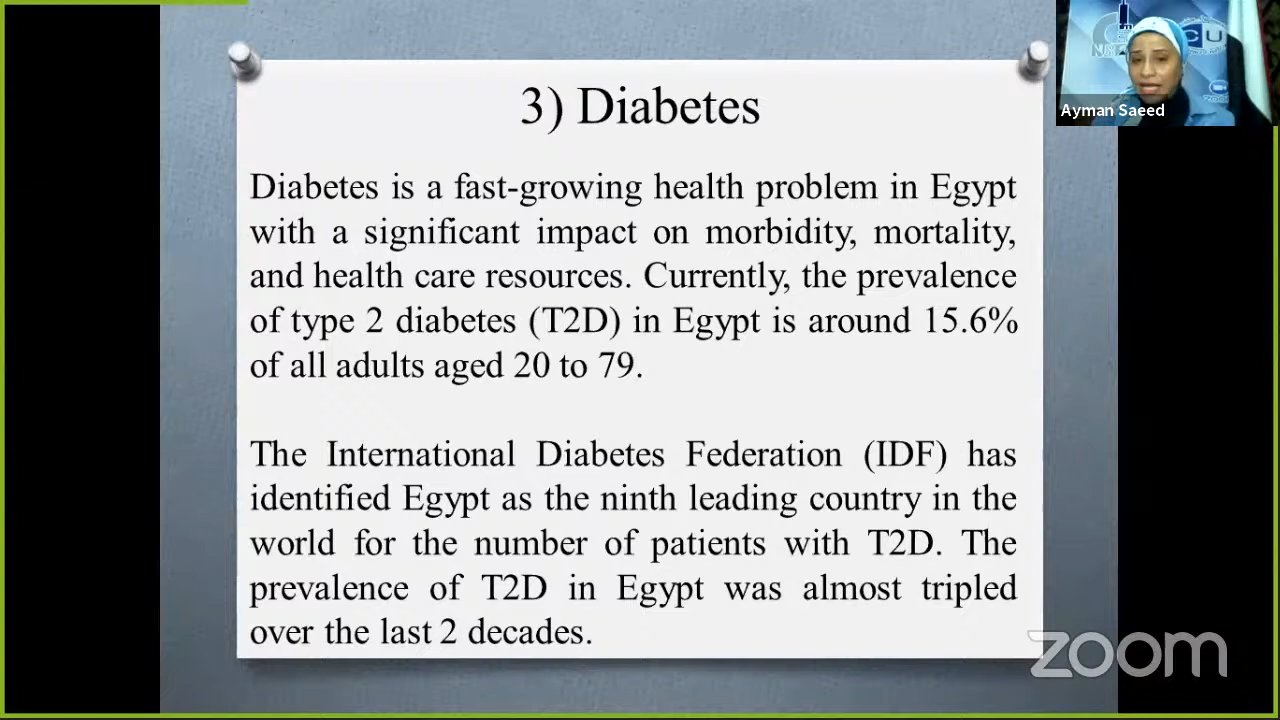 3) Diabetes
Diabetes is a fast-growing health problem in Egypt
with a significant impact on morbidity, mortality,
and health care resources. Currently, the prevalence
of type 2 diabetes (T2D) in Egypt is around 15.6%
of all adults aged 20 to 79.
The International Diabetes Federation (IDF) has
identified Egypt as the ninth leading country in the
world for the number of patients with T2D. The
prevalence of T2D in Egypt was almost tripled
over the last 2 decades.
CU
Ayman Saeed
zoom